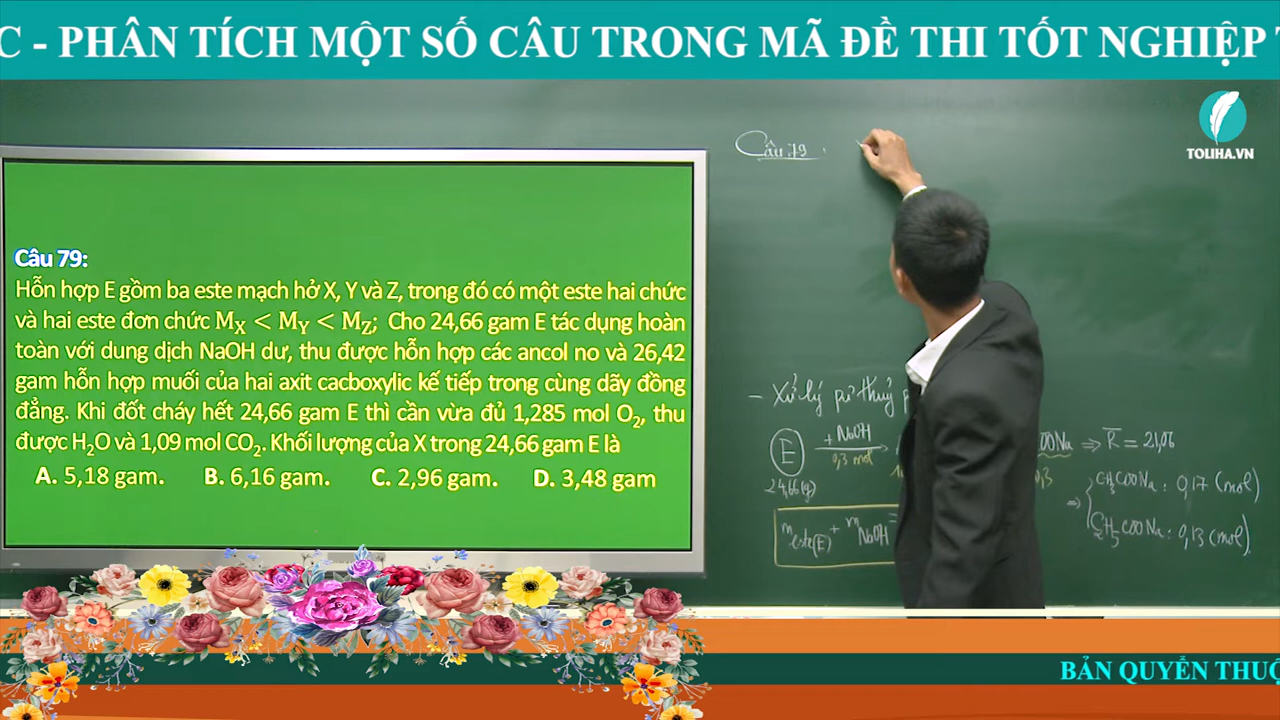 C - PHÂN TÍCH MỘT SỐ CÂU TRONG MÃ ĐỀ THI TỐT NGHIỆP
TOLIHA.VN
Câu 79:
Câu 79:
Hỗn hợp E gồm ba este mạch hở X, Y và Z, trong đó có một este hai chức
và hai este đơn chức M_X < M_Y < M_Z; Cho 24,66 gam E tác dụng hoàn
toàn với dung dịch NaOH dư, thu được hỗn hợp các ancol no và 26,42
gam hỗn hợp muối của hai axit cacboxylic kế tiếp trong cùng dãy đồng
đẳng. Khi đốt cháy hết 24,66 gam E thì cần vừa đủ 1,285 mol O₂, thu
được H₂O và 1,09 mol CO₂. Khối lượng của X trong 24,66 gam E là
A. 5,18 gam. B. 6,16 gam. C. 2,96 gam. D. 3,48 gam
- Xử lý pứ thuỷ p
E + NaOH 0,3 mol → OONa ⇒ R̄ = 21,06
24,66(g) 0,3
⇒ { CH₃COONa : 0,17 (mol)
C₂H₅COONa : 0,13 (mol)
m este(E) + m NaOH =
BẢN QUYỀN THUỘ